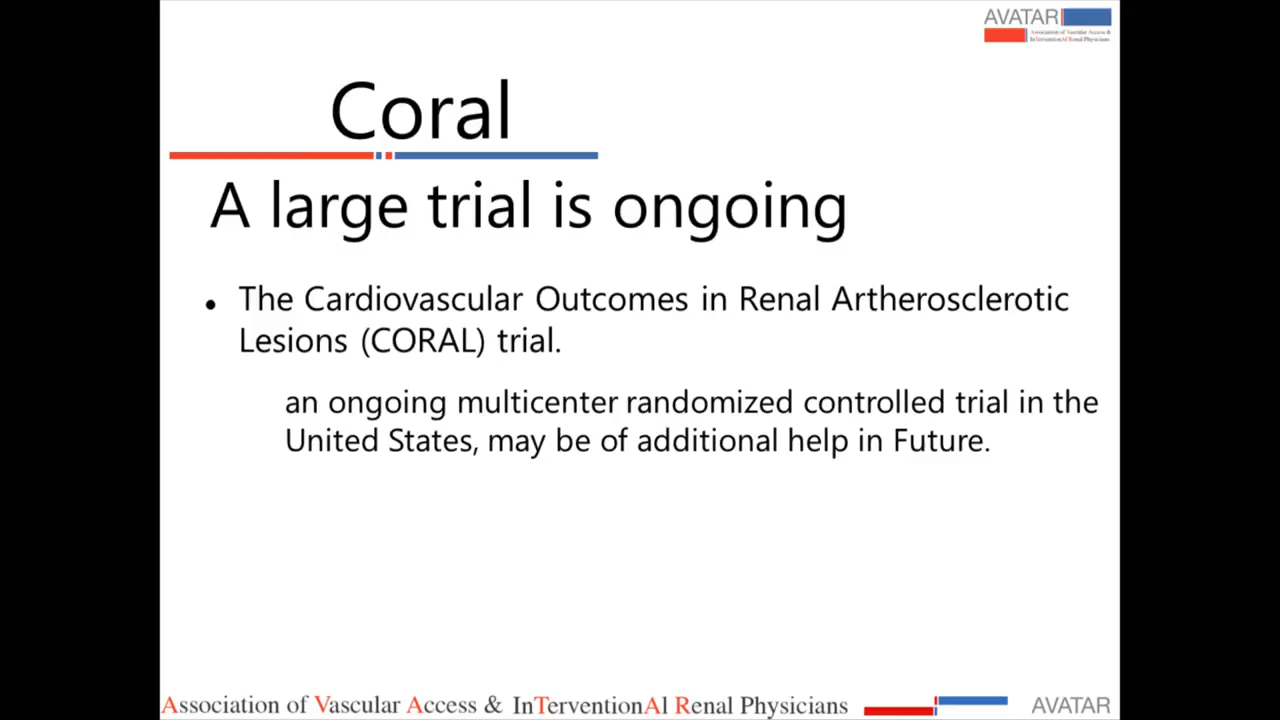 AVATAR
Association of Vascular Access &
InTerventionAl Renal Physicians
Coral
A large trial is ongoing
• The Cardiovascular Outcomes in Renal Artherosclerotic
Lesions (CORAL) trial.
an ongoing multicenter randomized controlled trial in the
United States, may be of additional help in Future.
Association of Vascular Access & InTerventionAl Renal Physicians
AVATAR